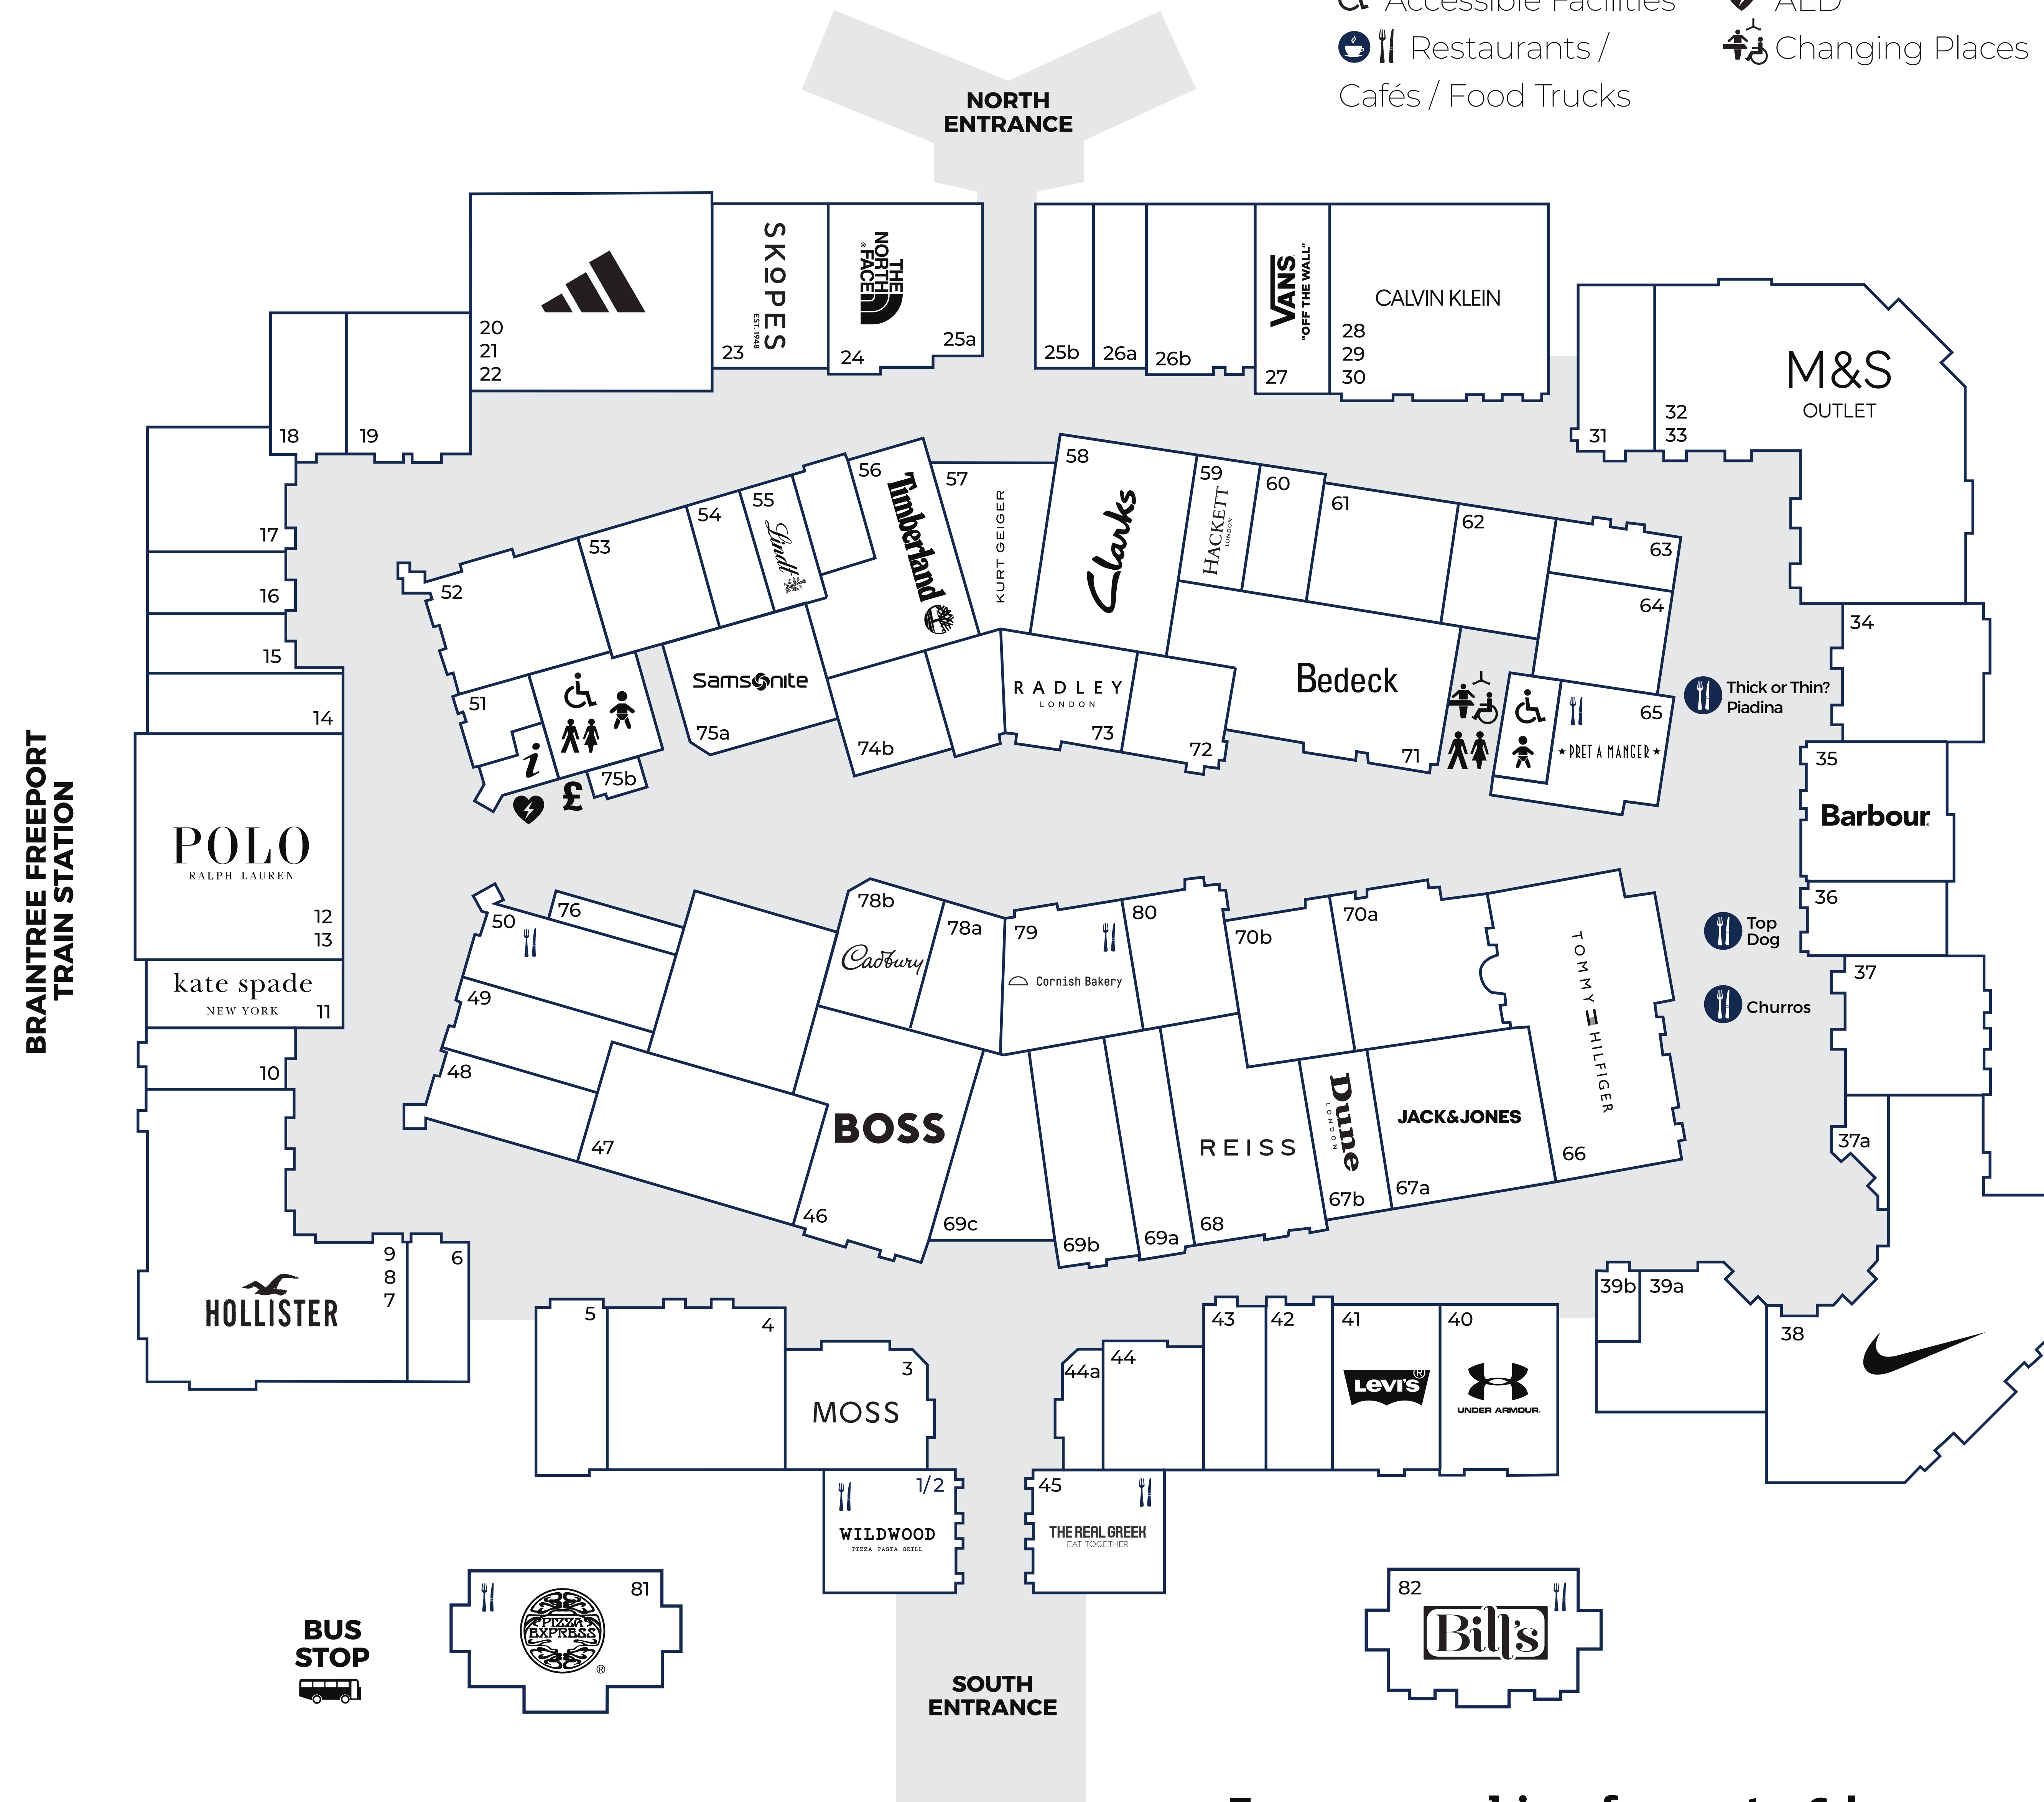 Accessible Facilities
AED
Restaurants /
Changing Places
Cafés / Food Trucks
NORTH
ENTRANCE
20
21
22
SKOPES
EST. 1948
23
THE
NORTH
FACE®
24
25a
25b
26a
26b
VANS
"OFF THE WALL"
27
CALVIN KLEIN
28
29
30
31
32
33
M&S
OUTLET
18
19
17
16
15
14
52
53
54
55
Lindt
56
Timberland
57
KURT GEIGER
58
Clarks
59
HACKETT
LONDON
60
61
62
63
64
34
51
Samsonite
75a
75b
£
i
74b
RADLEY
LONDON
73
72
Bedeck
71
65
PRET A MANGER
Thick or Thin?
Piadina
35
Barbour
36
BRAINTREE FREEPORT
TRAIN STATION
POLO
RALPH LAUREN
12
13
kate spade
NEW YORK
11
10
50
76
49
48
47
78b
Cadbury
78a
79
Cornish Bakery
80
70b
70a
TOMMY HILFIGER
66
Top
Dog
Churros
37
37a
BOSS
46
69c
69b
69a
REISS
68
Dune
LONDON
67b
JACK&JONES
67a
HOLLISTER
9
8
7
6
5
4
3
MOSS
44a
44
43
42
41
LEVI'S®
40
UNDER ARMOUR.
39b
39a
38
1/2
WILDWOOD
PIZZA PASTA GRILL
45
THE REAL GREEK
EAT TOGETHER
BUS
STOP
81
PIZZA
EXPRESS
®
82
Bill's
SOUTH
ENTRANCE